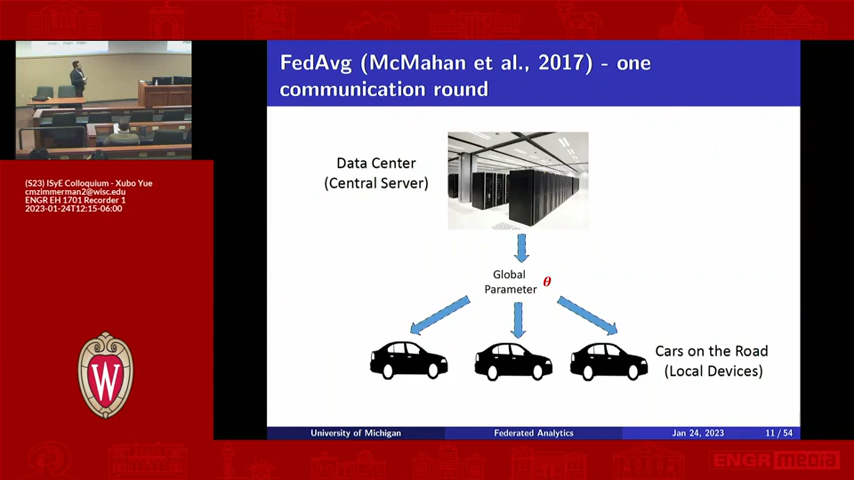 FedAvg (McMahan et al., 2017) - one
communication round
Data Center
(Central Server)
Global
Parameter θ
Cars on the Road
(Local Devices)
University of Michigan
Federated Analytics
Jan 24, 2023
11 / 54
(S23) ISyE Colloquium - Xubo Yue
cmzimmerman2@wisc.edu
ENGR EH 1701 Recorder 1
2023-01-24T12:15-06:00
W
ENGR media